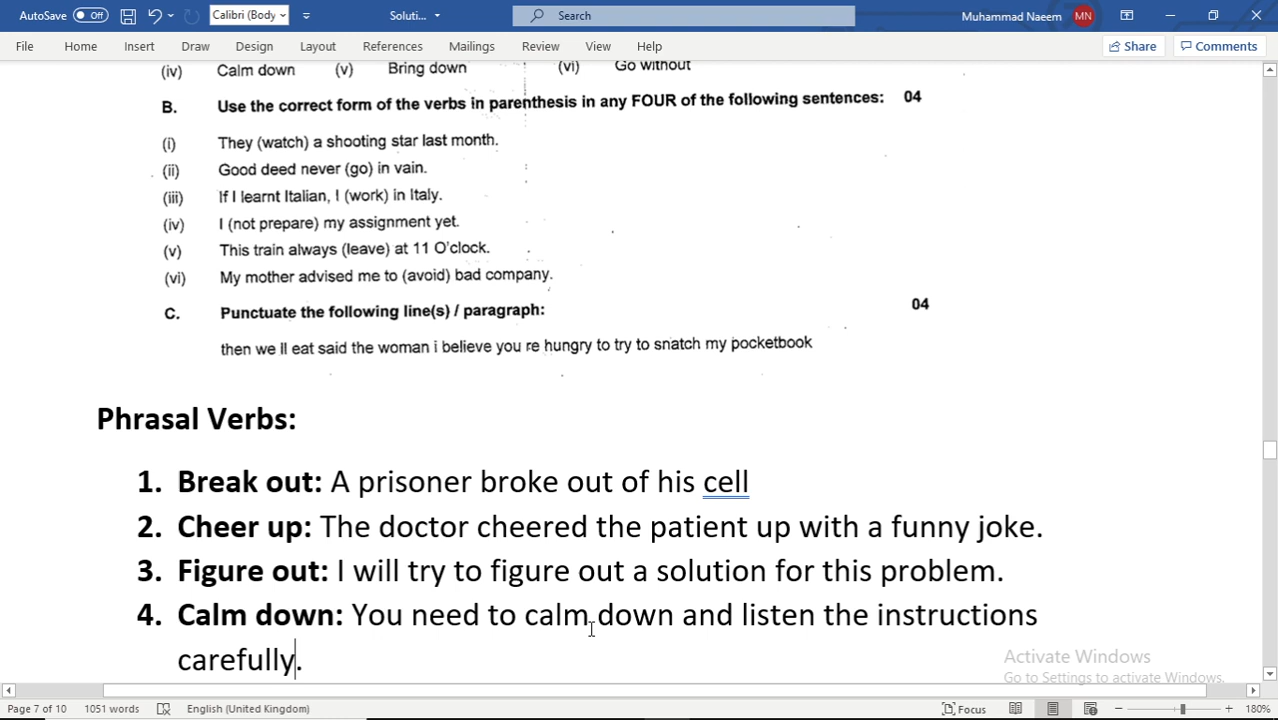 AutoSave Off Calibri (Body Soluti... Search Muhammad Naeem MN
File Home Insert Draw Design Layout References Mailings Review View Help Share Comments
(iv) Calm down (v) Bring down (vi) Go without
B. Use the correct form of the verbs in parenthesis in any FOUR of the following sentences: 04
(i) They (watch) a shooting star last month.
(ii) Good deed never (go) in vain.
(iii) If I learnt Italian, I (work) in Italy.
(iv) I (not prepare) my assignment yet.
(v) This train always (leave) at 11 O'clock.
(vi) My mother advised me to (avoid) bad company.
C. Punctuate the following line(s) / paragraph: 04
then we ll eat said the woman i believe you re hungry to try to snatch my pocketbook
Phrasal Verbs:
1. Break out: A prisoner broke out of his cell
2. Cheer up: The doctor cheered the patient up with a funny joke.
3. Figure out: I will try to figure out a solution for this problem.
4. Calm down: You need to calm down and listen the instructions
carefully.
Activate Windows
Go to Settings to activate Windows.
Page 7 of 10 1051 words English (United Kingdom) Focus 180%